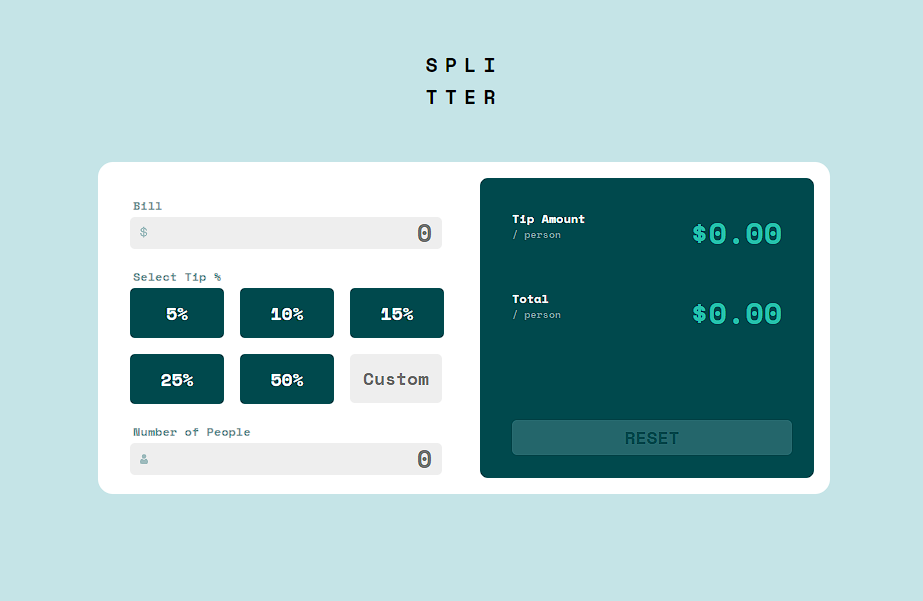 SPLI
TTER
Bill
$ 0
Select Tip %
5% 10% 15%
25% 50% Custom
Number of People
0
Tip Amount
/ person
$0.00
Total
/ person
$0.00
RESET